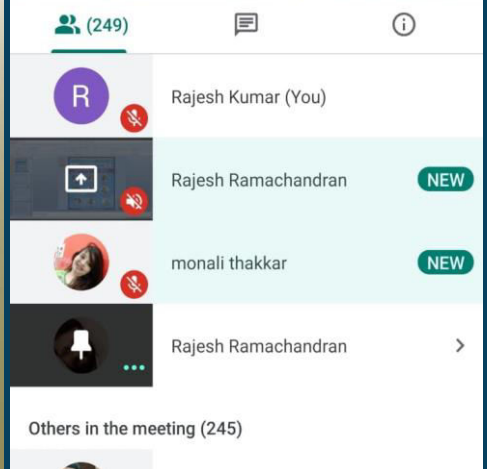 (249)
R
Rajesh Kumar (You)
Rajesh Ramachandran NEW
monali thakkar NEW
Rajesh Ramachandran
Others in the meeting (245)